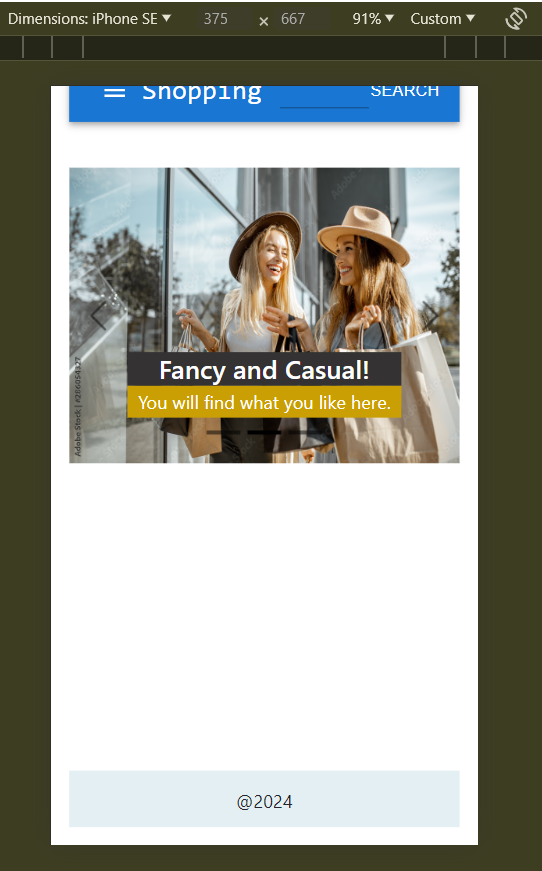 Dimensions: iPhone SE ▼ 375 × 667 91% ▼ Custom ▼
Shopping SEARCH
Fancy and Casual!
You will find what you like here.
Adobe Stock | #286054327
@2024